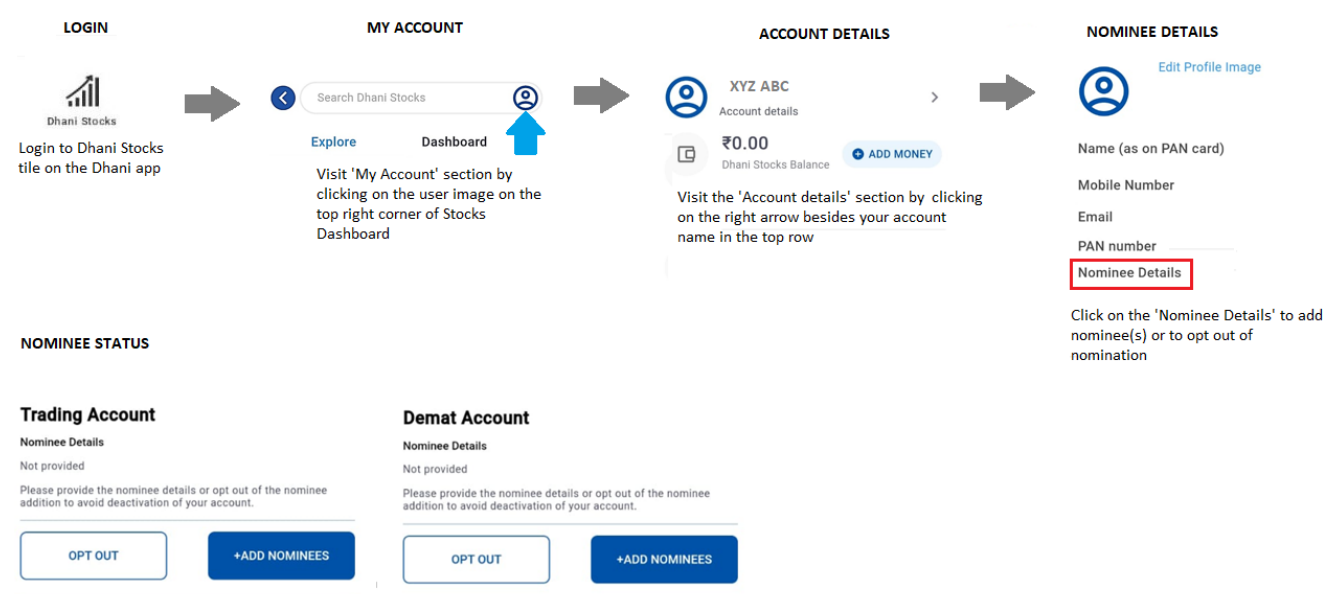 LOGIN
Dhani Stocks
Login to Dhani Stocks
tile on the Dhani app
MY ACCOUNT
Search Dhani Stocks
Explore
Dashboard
Visit 'My Account' section by
clicking on the user image on the
top right corner of Stocks
Dashboard
ACCOUNT DETAILS
XYZ ABC
Account details
₹0.00
Dhani Stocks Balance
ADD MONEY
Visit the 'Account details' section by clicking
on the right arrow besides your account
name in the top row
NOMINEE DETAILS
Edit Profile Image
Name (as on PAN card)
Mobile Number
Email
PAN number
Nominee Details
Click on the 'Nominee Details' to add
nominee(s) or to opt out of
nomination
NOMINEE STATUS
Trading Account
Nominee Details
Not provided
Please provide the nominee details or opt out of the nominee
addition to avoid deactivation of your account.
OPT OUT
+ADD NOMINEES
Demat Account
Nominee Details
Not provided
Please provide the nominee details or opt out of the nominee
addition to avoid deactivation of your account.
OPT OUT
+ADD NOMINEES